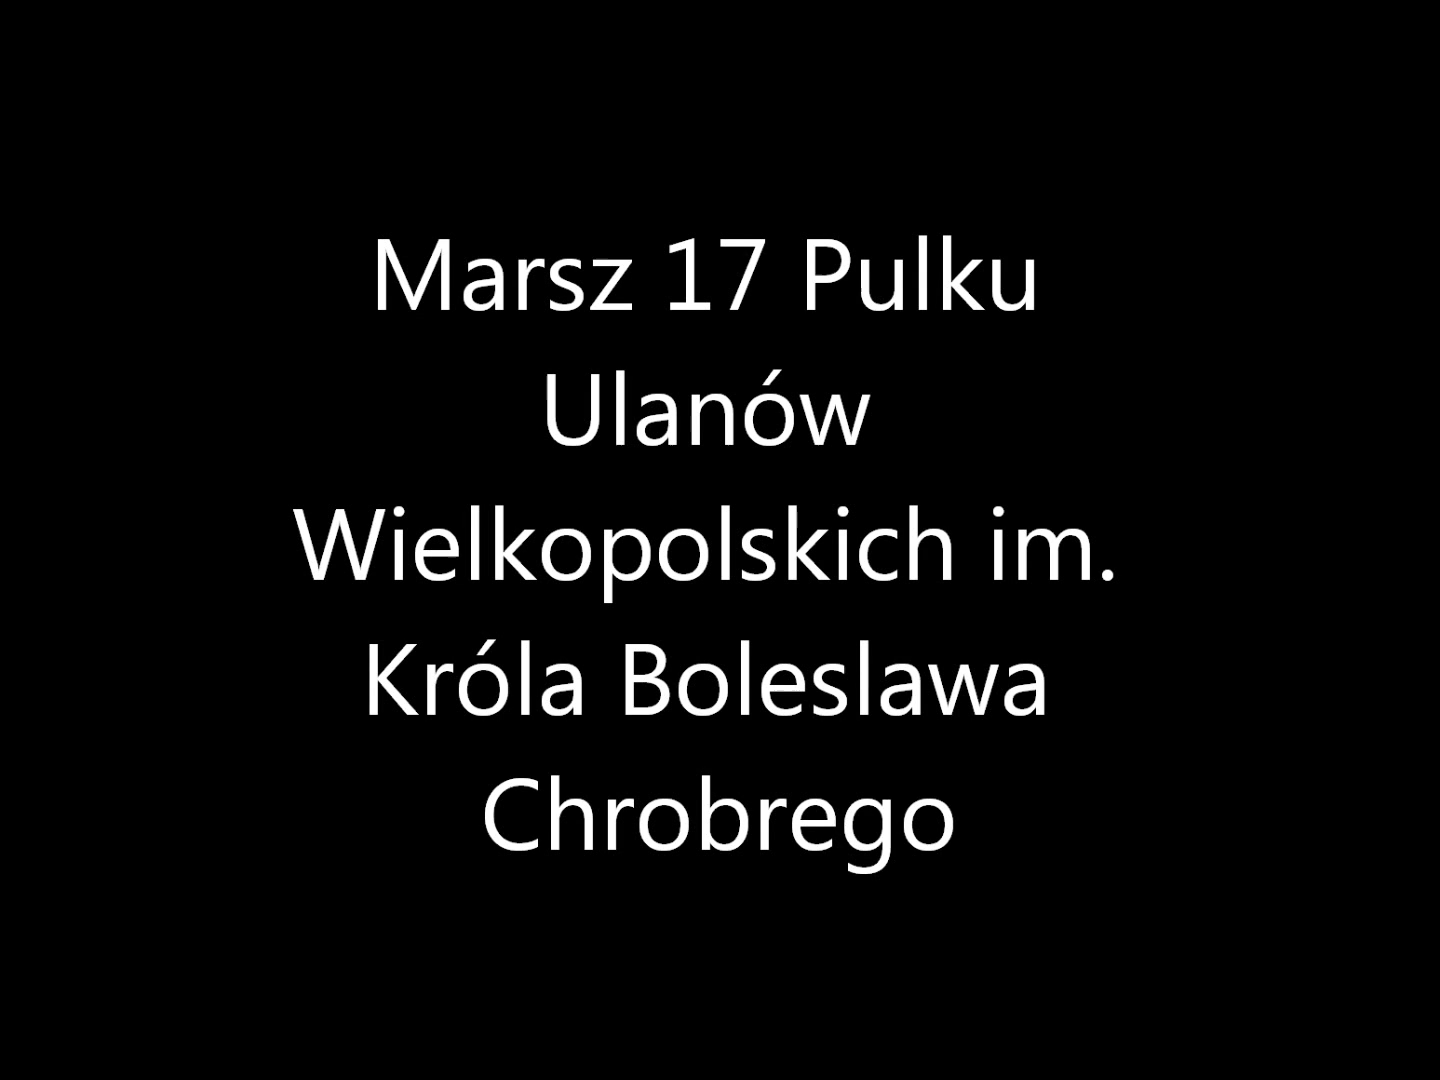 Marsz 17 Pulku
Ulanów
Wielkopolskich im.
Króla Boleslawa
Chrobrego